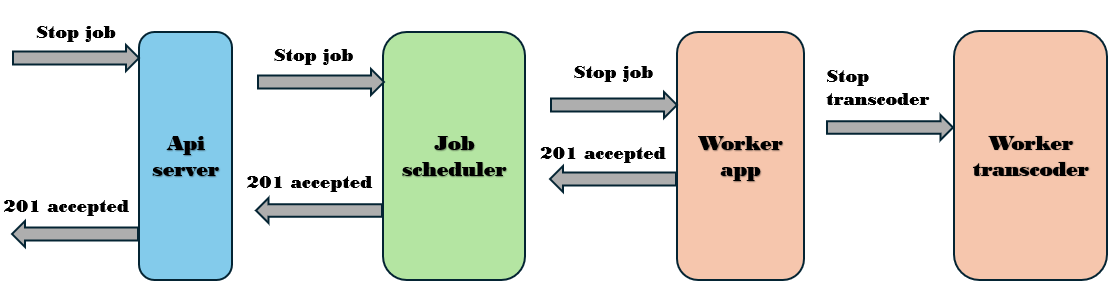 Stop job
Api
server
201 accepted
Stop job
201 accepted
Job
scheduler
Stop job
201 accepted
Worker
app
Stop
transcoder
Worker
transcoder